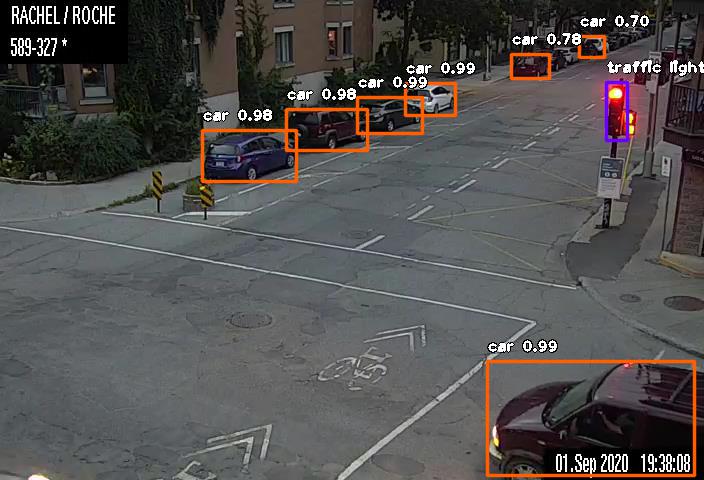 RACHEL / ROCHE
589-327 *
car 0.70
car 0.78
car 0.99
car 0.99
traffic light
car 0.98
car 0.98
car 0.99
01.Sep 2020 19:38:08